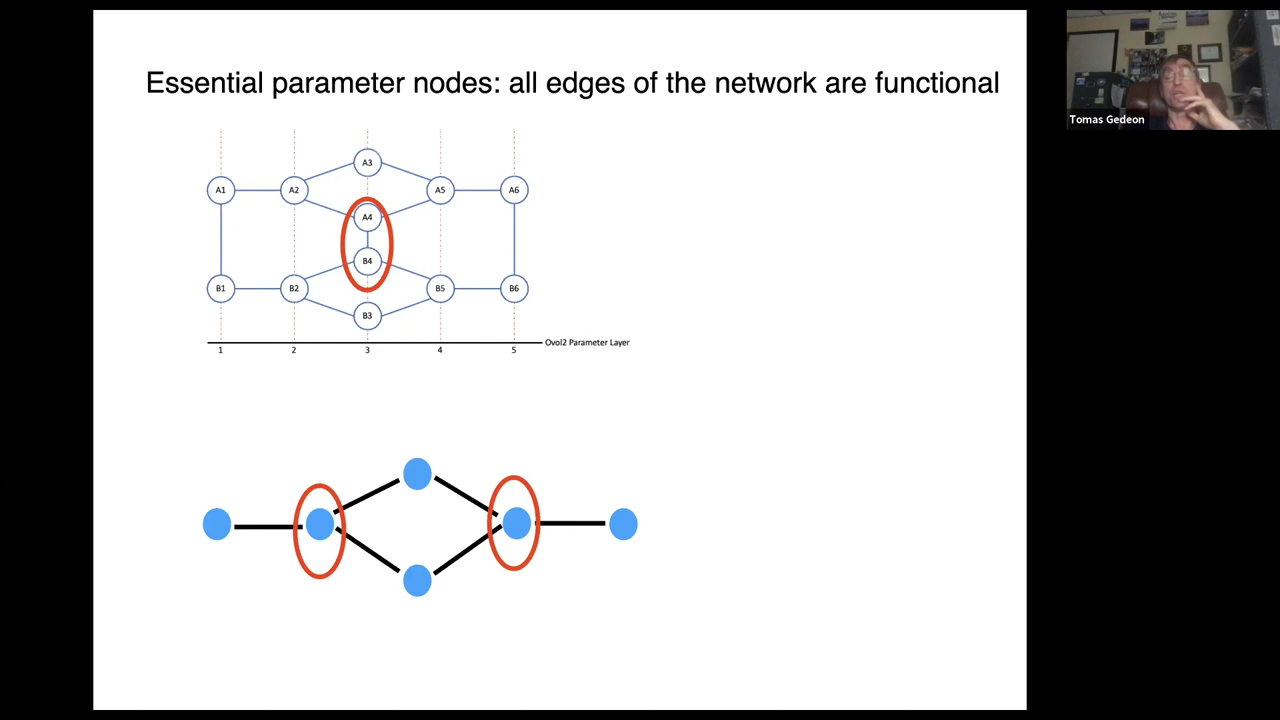 Essential parameter nodes: all edges of the network are functional
Tomas Gedeon
A3
A1
A2
A5
A6
A4
B4
B1
B2
B5
B6
B3
Ovol2 Parameter Layer
1
2
3
4
5